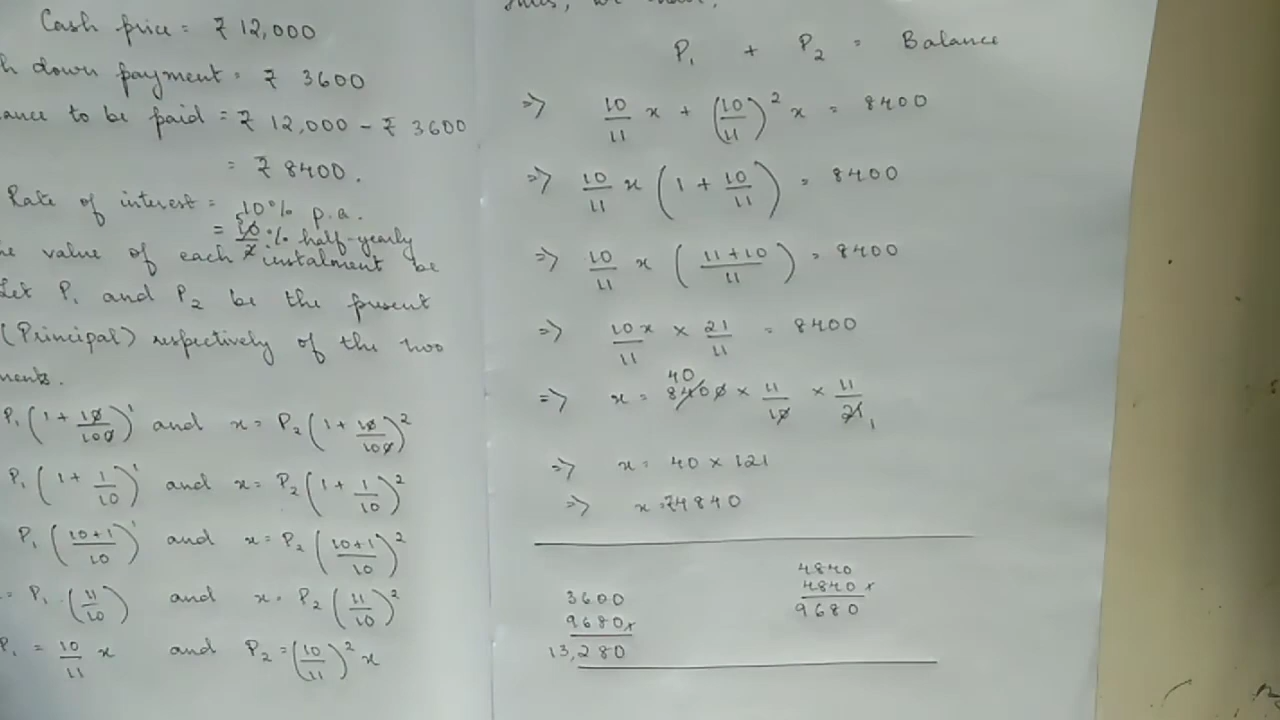 Cash price = ₹ 12,000
down payment = ₹ 3600
to be paid = ₹ 12,000 - ₹ 3600
= ₹ 8400.
Rate of interest = 10% p.a.
= 10/2 % half-yearly 5
value of each instalment be
Let P₁ and P₂ be the present
(Principal) respectively of the two
P₁ (1 + 10/100)¹ and x = P₂ (1 + 10/100)²
P₁ (1 + 1/10)¹ and x = P₂ (1 + 1/10)²
P₁ (10+1/10)¹ and x = P₂ (10+1/10)²
= P₁ (11/10) and x = P₂ (11/10)²
P₁ = 10/11 x and P₂ = (10/11)² x
P₁ + P₂ = Balance
=> 10/11 x + (10/11)² x = 8400
=> 10/11 x (1 + 10/11) = 8400
=> 10/11 x (11+10/11) = 8400
=> 10x/11 × 21/11 = 8400
40
=> x = 8400 × 11/10 × 11/21 1
=> x = 40 × 121
=> x = ₹4840
4840
4840 +
9680
3600
9680 +
13,280